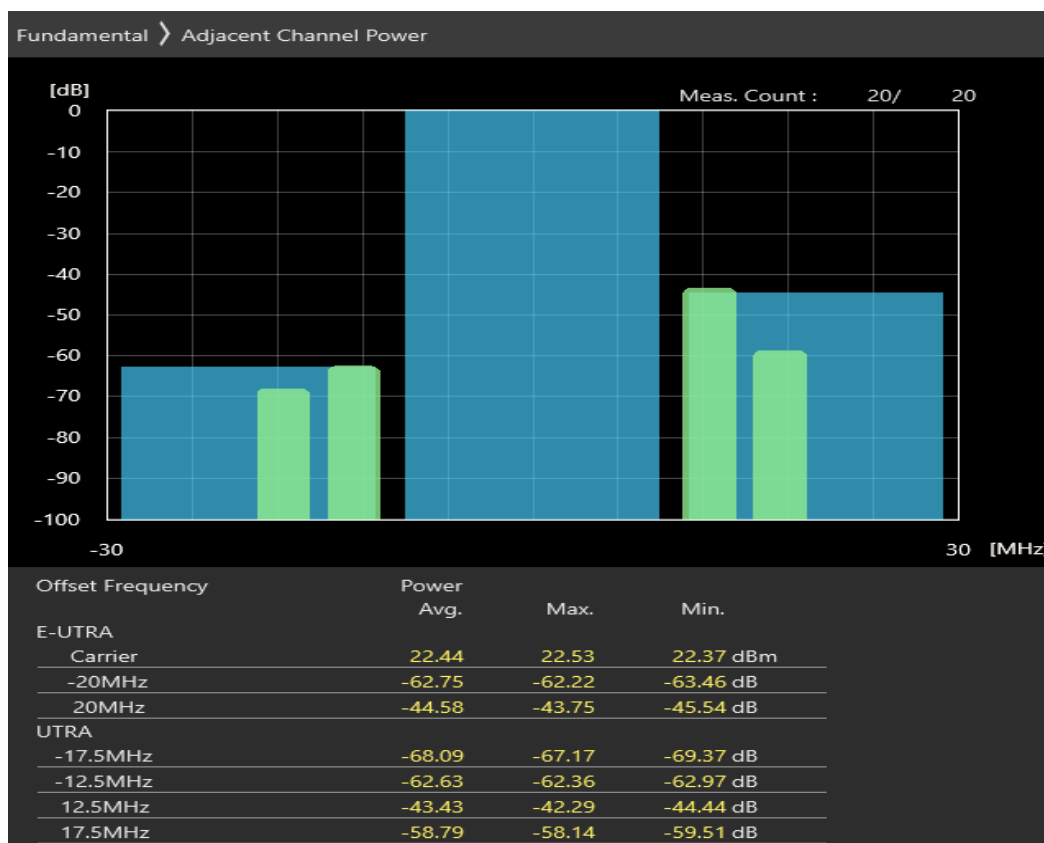 Fundamental 〉 Adjacent Channel Power
[dB]
Meas. Count : 20/ 20
0
-10
-20
-30
-40
-50
-60
-70
-80
-90
-100
-30 30 [MHz
Offset Frequency Power
Avg. Max. Min.
E-UTRA
Carrier 22.44 22.53 22.37 dBm
-20MHz -62.75 -62.22 -63.46 dB
20MHz -44.58 -43.75 -45.54 dB
UTRA
-17.5MHz -68.09 -67.17 -69.37 dB
-12.5MHz -62.63 -62.36 -62.97 dB
12.5MHz -43.43 -42.29 -44.44 dB
17.5MHz -58.79 -58.14 -59.51 dB